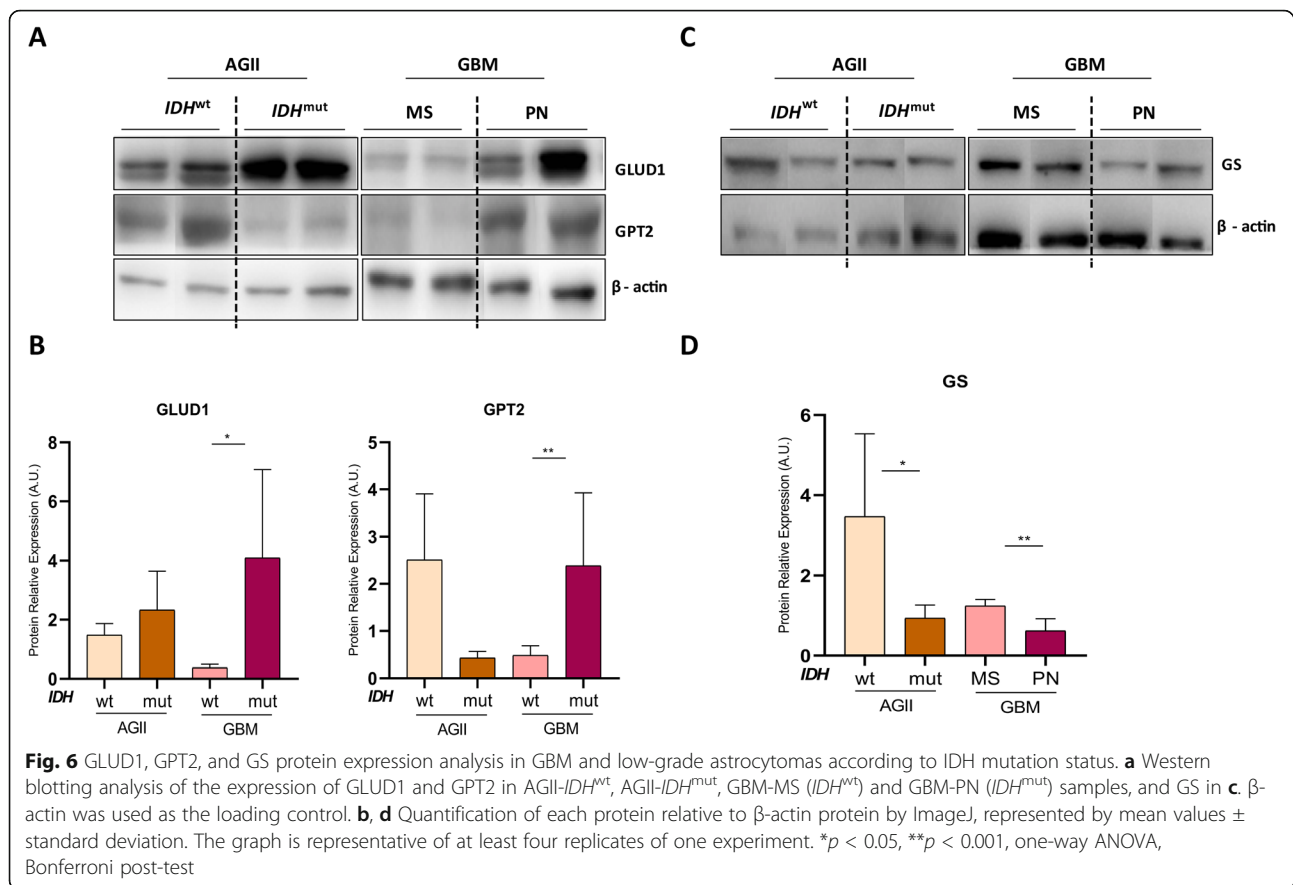 A
AGII GBM
IDHwt IDHmut MS PN
GLUD1
GPT2
β - actin
B
GLUD1
Protein Relative Expression (A.U.)
8
6
4
2
0
*
IDH wt mut wt mut
AGII GBM
GPT2
Protein Relative Expression (A.U.)
5
4
3
2
1
0
**
wt mut wt mut
AGII GBM
C
AGII GBM
IDHwt IDHmut MS PN
GS
β - actin
D
GS
Protein Relative Expression (A.U.)
6
4
2
0
*
**
IDH wt mut MS PN
AGII GBM
Fig. 6 GLUD1, GPT2, and GS protein expression analysis in GBM and low-grade astrocytomas according to IDH mutation status. a Western
blotting analysis of the expression of GLUD1 and GPT2 in AGII-IDHwt, AGII-IDHmut, GBM-MS (IDHwt) and GBM-PN (IDHmut) samples, and GS in c. β-
actin was used as the loading control. b, d Quantification of each protein relative to β-actin protein by ImageJ, represented by mean values ±
standard deviation. The graph is representative of at least four replicates of one experiment. *p < 0.05, **p < 0.001, one-way ANOVA,
Bonferroni post-test